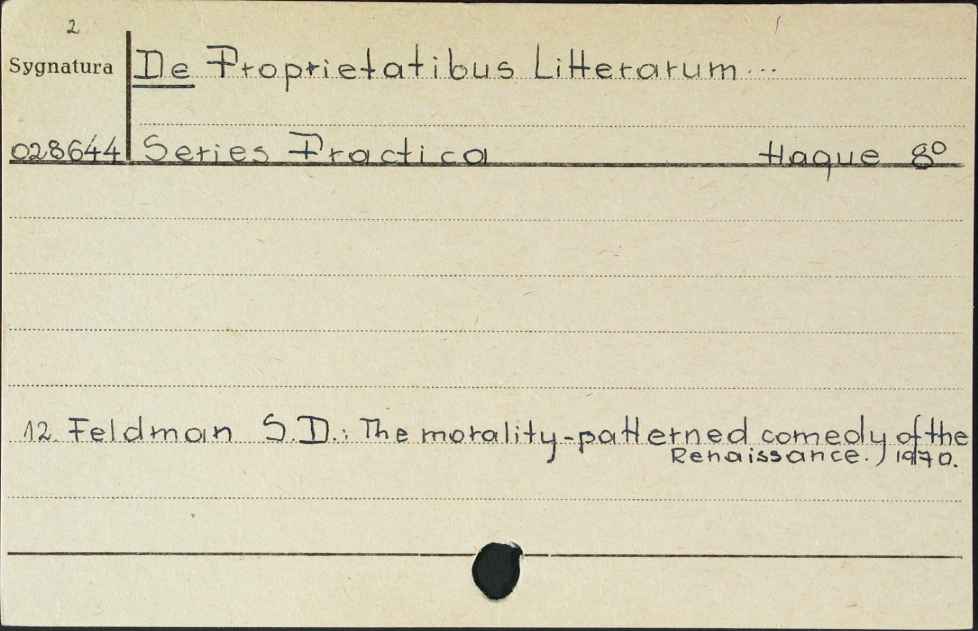 2
Sygnatura De Proprietatibus Litterarum...
028644 Series Practica Hague 8°
12. Feldman S.D.: The morality-patterned comedy of the
Renaissance. 1970.